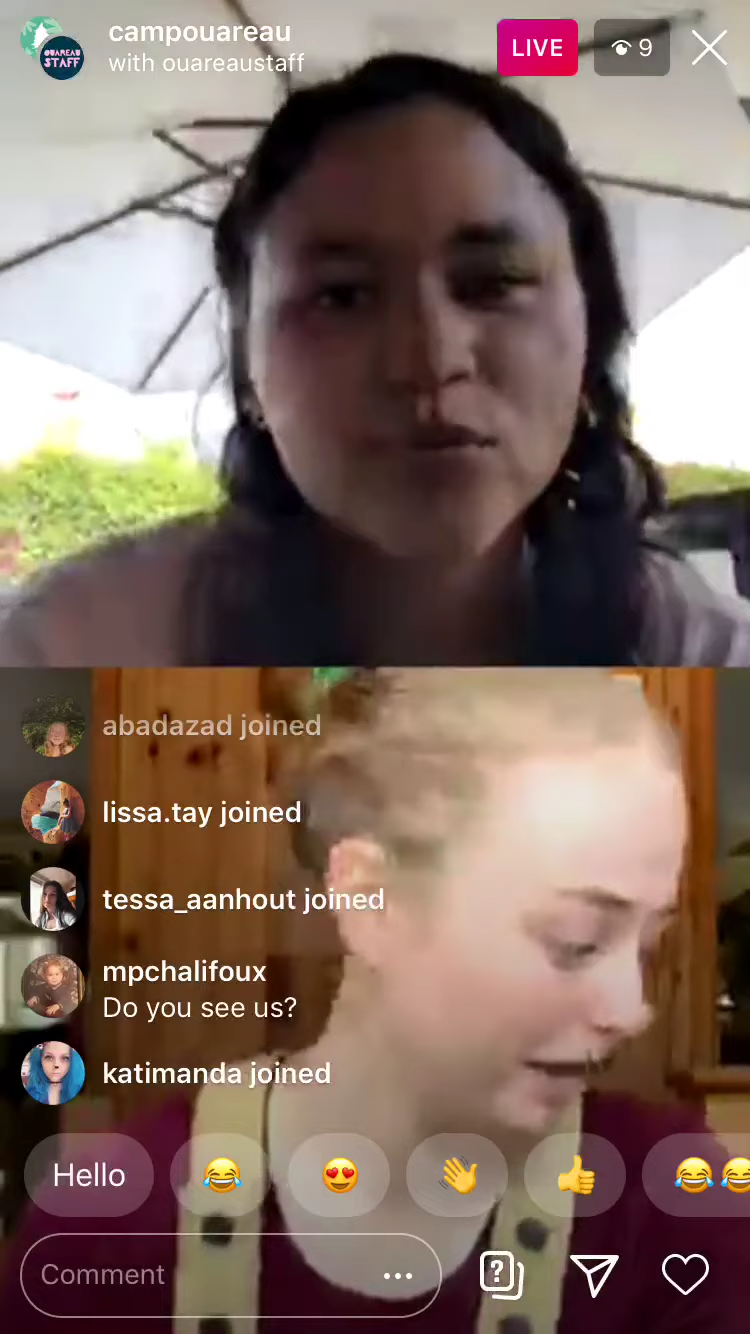 campouareau
with ouareaustaff
OUAREAU
STAFF
LIVE
9
abadazad joined
lissa.tay joined
tessa_aanhout joined
mpchalifoux
Do you see us?
katimanda joined
Hello
Comment
?